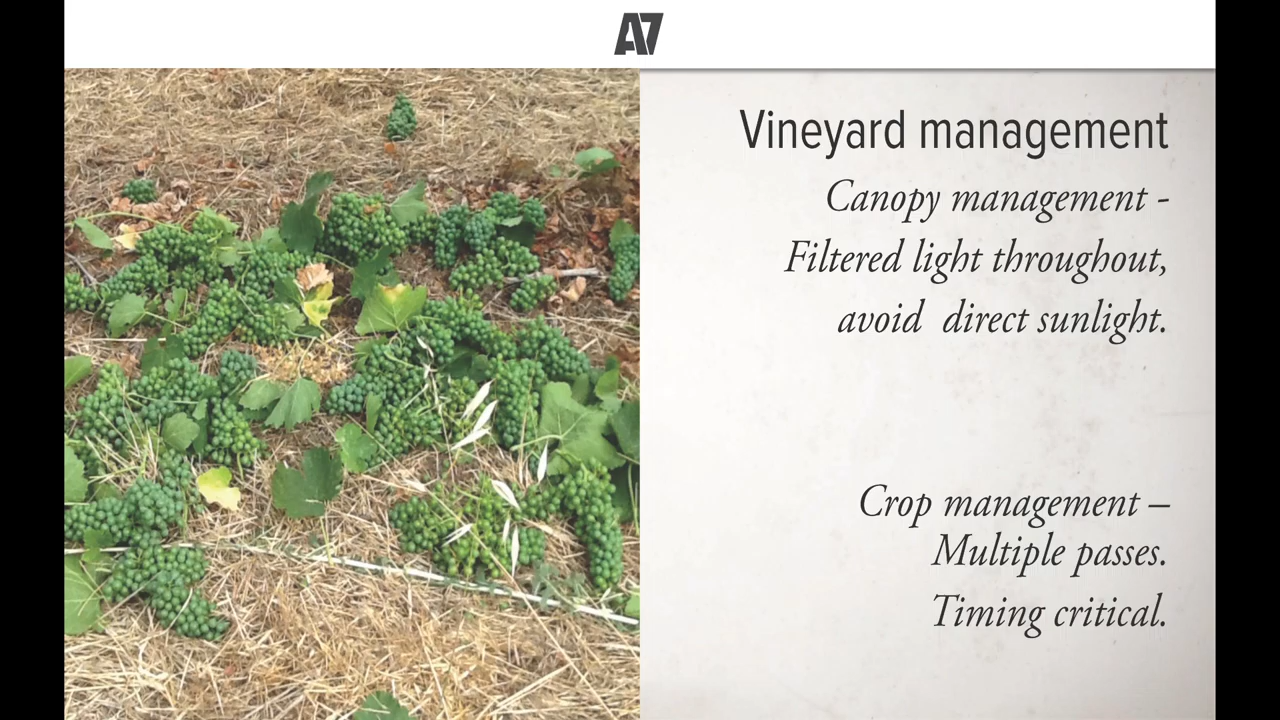 A7
Vineyard management
Canopy management -
Filtered light throughout,
avoid  direct sunlight.
Crop management –
Multiple passes.
Timing critical.